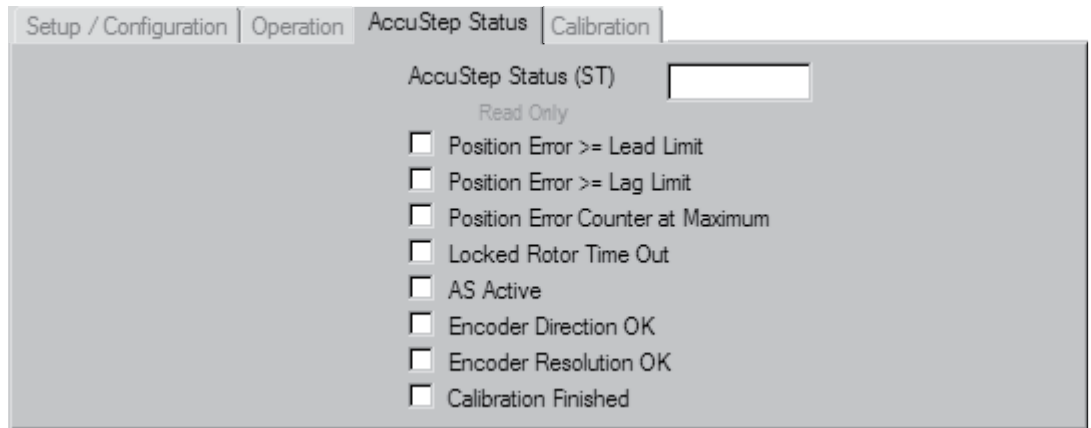 Setup / Configuration Operation AccuStep Status Calibration
AccuStep Status (ST)
Read Only
Position Error >= Lead Limit
Position Error >= Lag Limit
Position Error Counter at Maximum
Locked Rotor Time Out
AS Active
Encoder Direction OK
Encoder Resolution OK
Calibration Finished